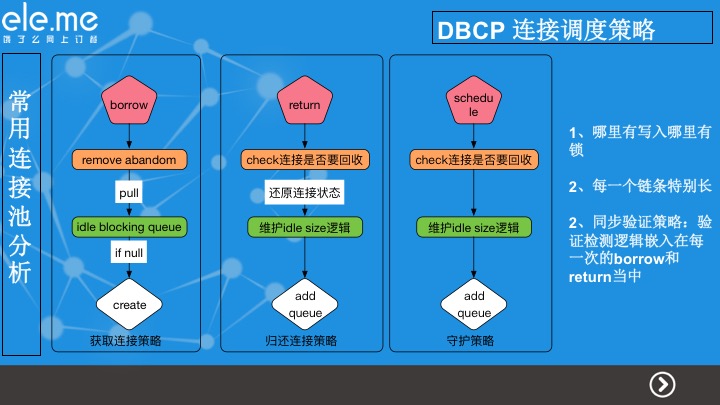 ele.me
饿了么网上订餐
DBCP 连接调度策略
常用连接池分析
borrow
remove abandom
pull
idle blocking queue
if null
create
获取连接策略
return
check连接是否要回收
还原连接状态
维护idle size逻辑
add
queue
归还连接策略
schedu
le
check连接是否要回收
维护idle size逻辑
add
queue
守护策略
1、哪里有写入哪里有
锁
2、每一个链条特别长
2、同步验证策略：验
证检测逻辑嵌入在每
一次的borrow和
return当中